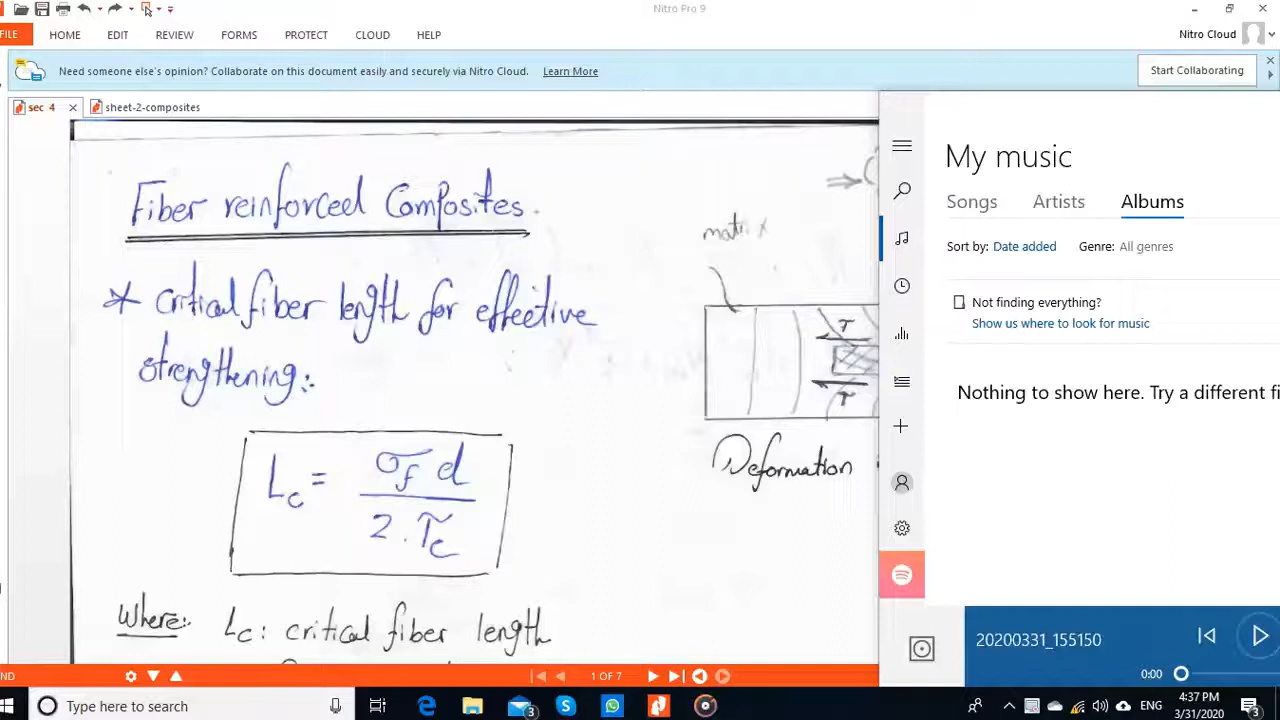 Nitro Pro 9
FILE HOME EDIT REVIEW FORMS PROTECT CLOUD HELP
Nitro Cloud
Need someone else's opinion? Collaborate on this document easily and securely via Nitro Cloud. Learn More
Start Collaborating
sec 4 sheet-2-composites
Fiber reinforced Composites.
* critical fiber length for effective
strengthening:.
Lc = σf d / 2. τc
Where:. Lc: critical fiber length
matrix
τ
τ
Deformation
My music
Songs Artists Albums
Sort by: Date added Genre: All genres
Not finding everything?
Show us where to look for music
Nothing to show here. Try a different fi
20200331_155150
0:00
ND
1 OF 7
Type here to search
3
ENG
4:37 PM
3/31/2020
3